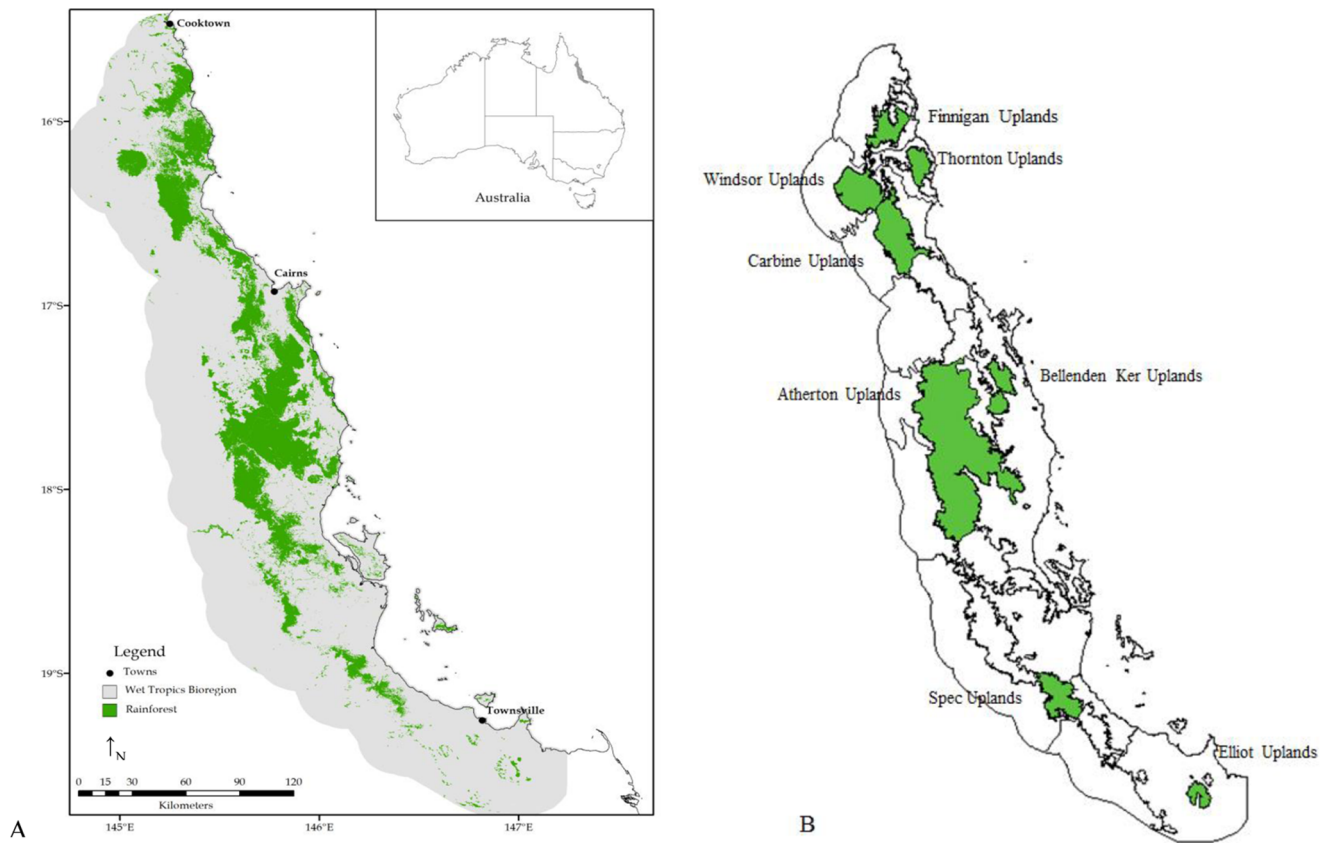 Cooktown
16°S
Cairns
17°S
18°S
19°S
Townsville
Australia
Legend
Towns
Wet Tropics Bioregion
Rainforest
N
0 15 30 60 90 120
Kilometers
145°E 146°E 147°E
A
Finnigan Uplands
Thornton Uplands
Windsor Uplands
Carbine Uplands
Bellenden Ker Uplands
Atherton Uplands
Spec Uplands
Elliot Uplands
B